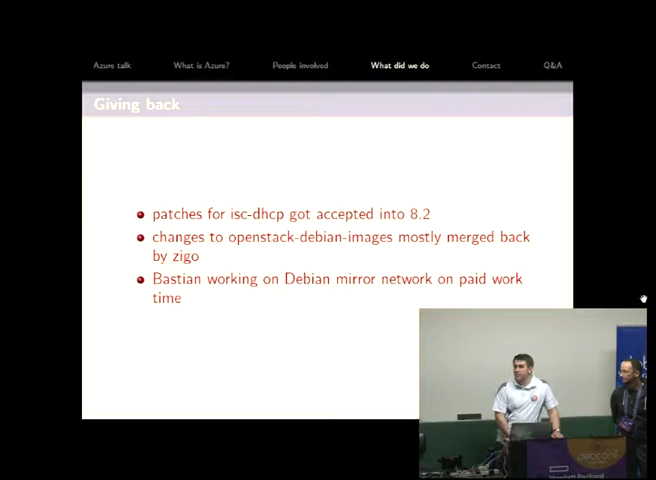 Azure talk What is Azure? People involved What did we do Contact Q&A
Giving back
patches for isc-dhcp got accepted into 8.2
changes to openstack-debian-images mostly merged back
by zigo
Bastian working on Debian mirror network on paid work
time
debconf
Hewlett Packard